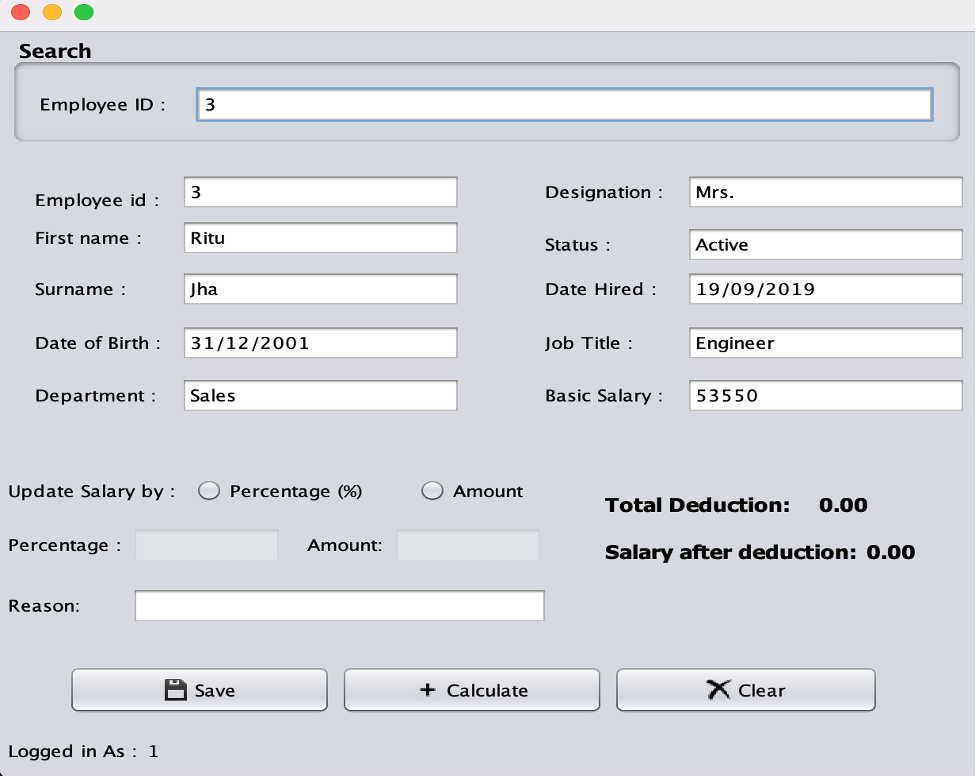 Search
Employee ID : 3
Employee id : 3 Designation : Mrs.
First name : Ritu Status : Active
Surname : Jha Date Hired : 19/09/2019
Date of Birth : 31/12/2001 Job Title : Engineer
Department : Sales Basic Salary : 53550
Update Salary by : Percentage (%) Amount
Total Deduction: 0.00
Percentage : Amount:
Salary after deduction: 0.00
Reason:
Save + Calculate Clear
Logged in As : 1